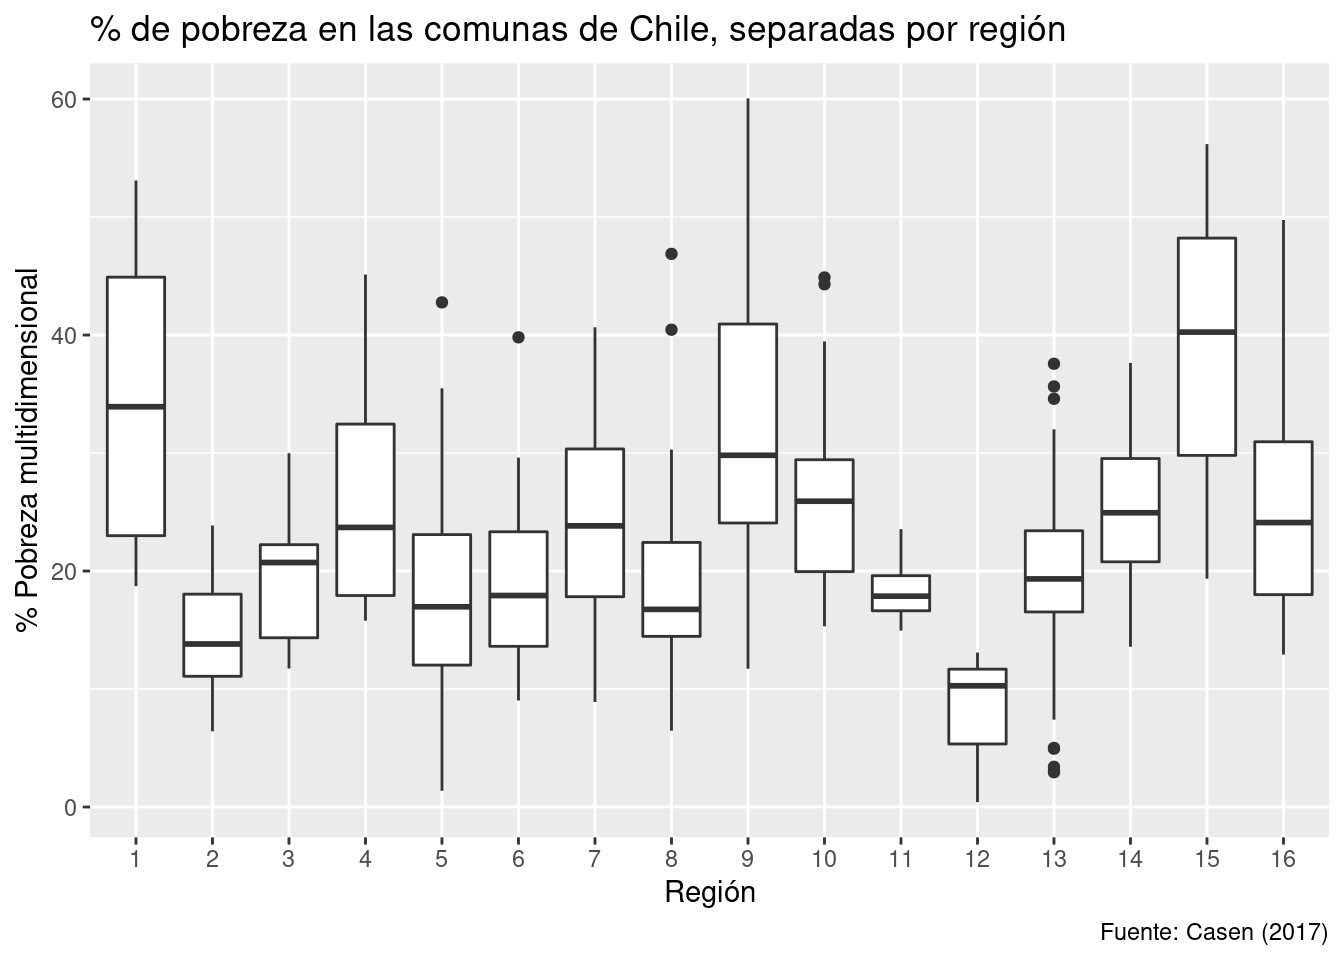 % de pobreza en las comunas de Chile, separadas por región
% Pobreza multidimensional
60
40
20
0
1 2 3 4 5 6 7 8 9 10 11 12 13 14 15 16
Región
Fuente: Casen (2017)